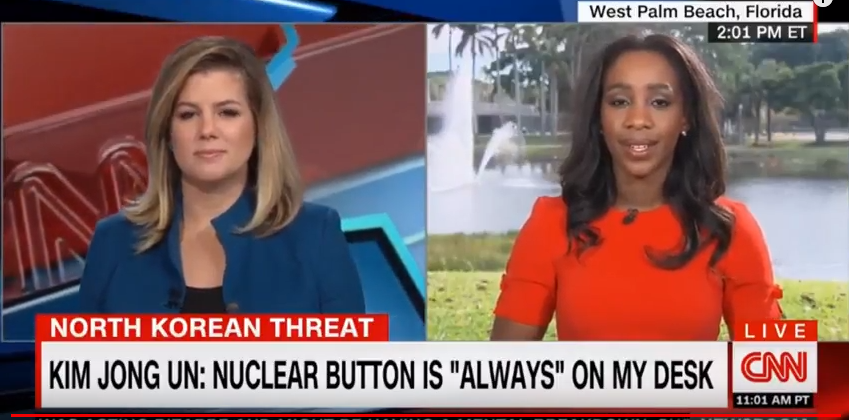 West Palm Beach, Florida
2:01 PM ET
NORTH KOREAN THREAT
LIVE
KIM JONG UN: NUCLEAR BUTTON IS "ALWAYS" ON MY DESK
CNN
11:01 AM PT